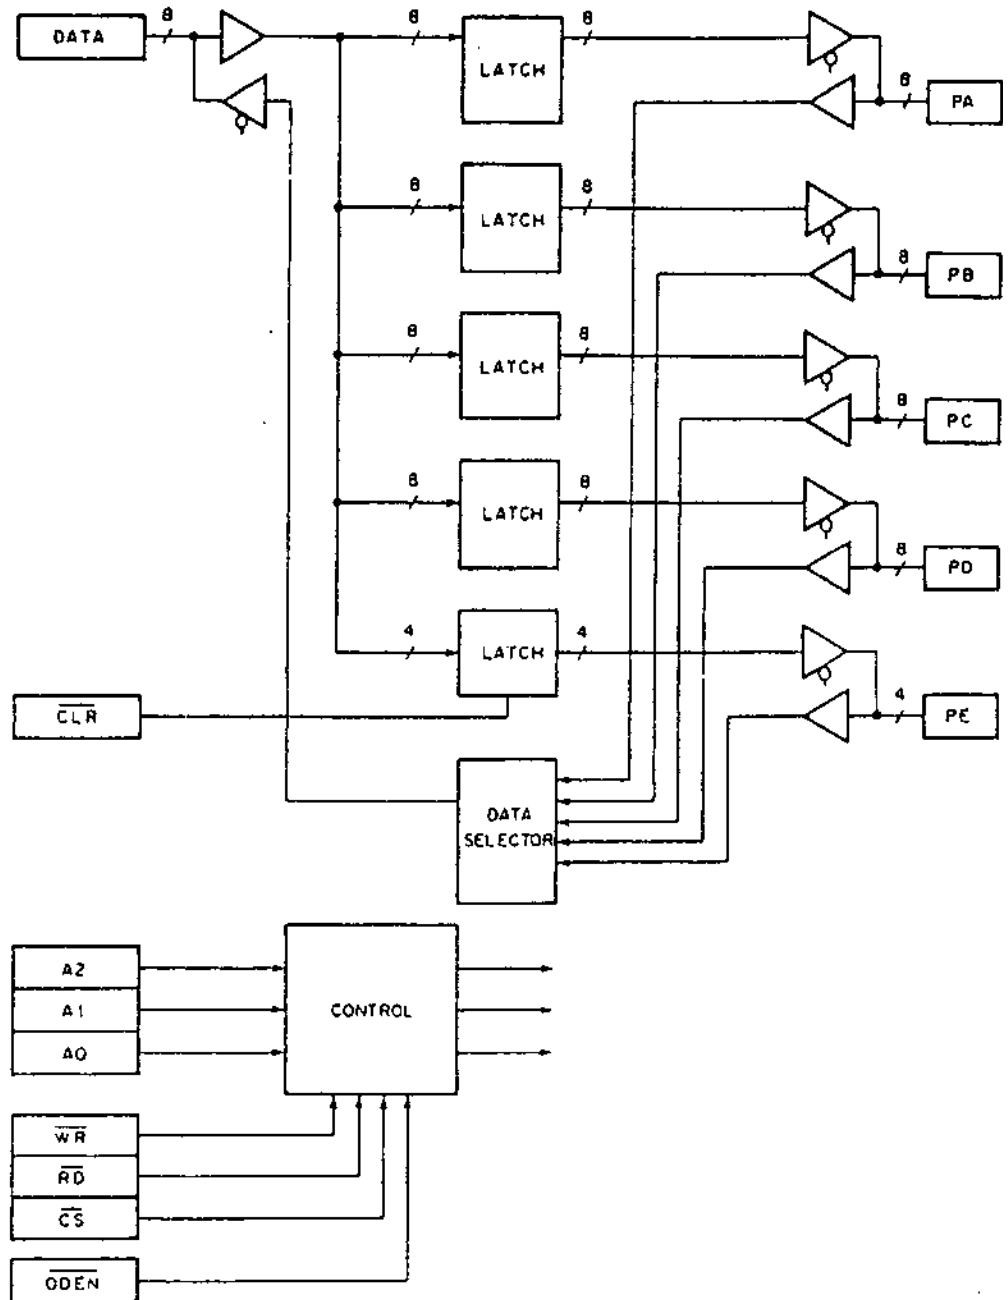 DATA
8
8
LATCH
8
8
PA
8
LATCH
8
8
PB
8
LATCH
8
8
PC
8
LATCH
8
8
PD
4
LATCH
4
4
PE
CLR
DATA
SELECTOR
A2
A1
A0
CONTROL
WR
RD
CS
ODEN